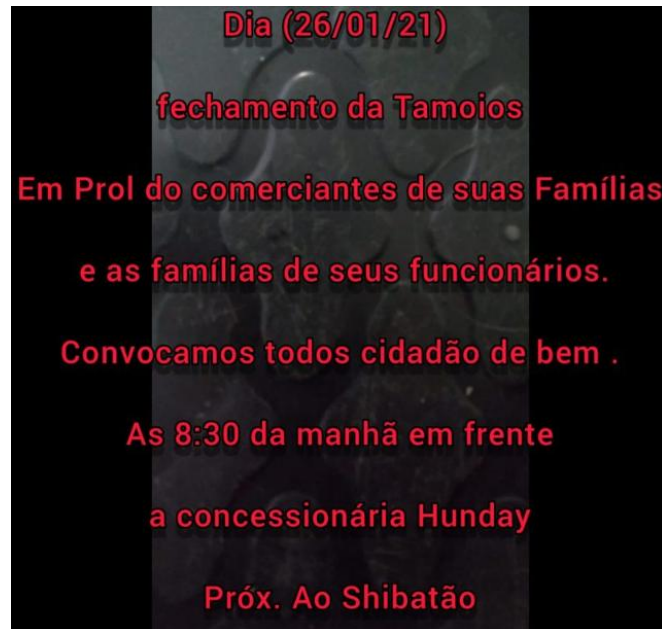 Dia (26/01/21)
fechamento da Tamoios
Em Prol do comerciantes de suas Famílias
e as famílias de seus funcionários.
Convocamos todos cidadão de bem .
As 8:30 da manhã em frente
a concessionária Hunday
Próx. Ao Shibatão